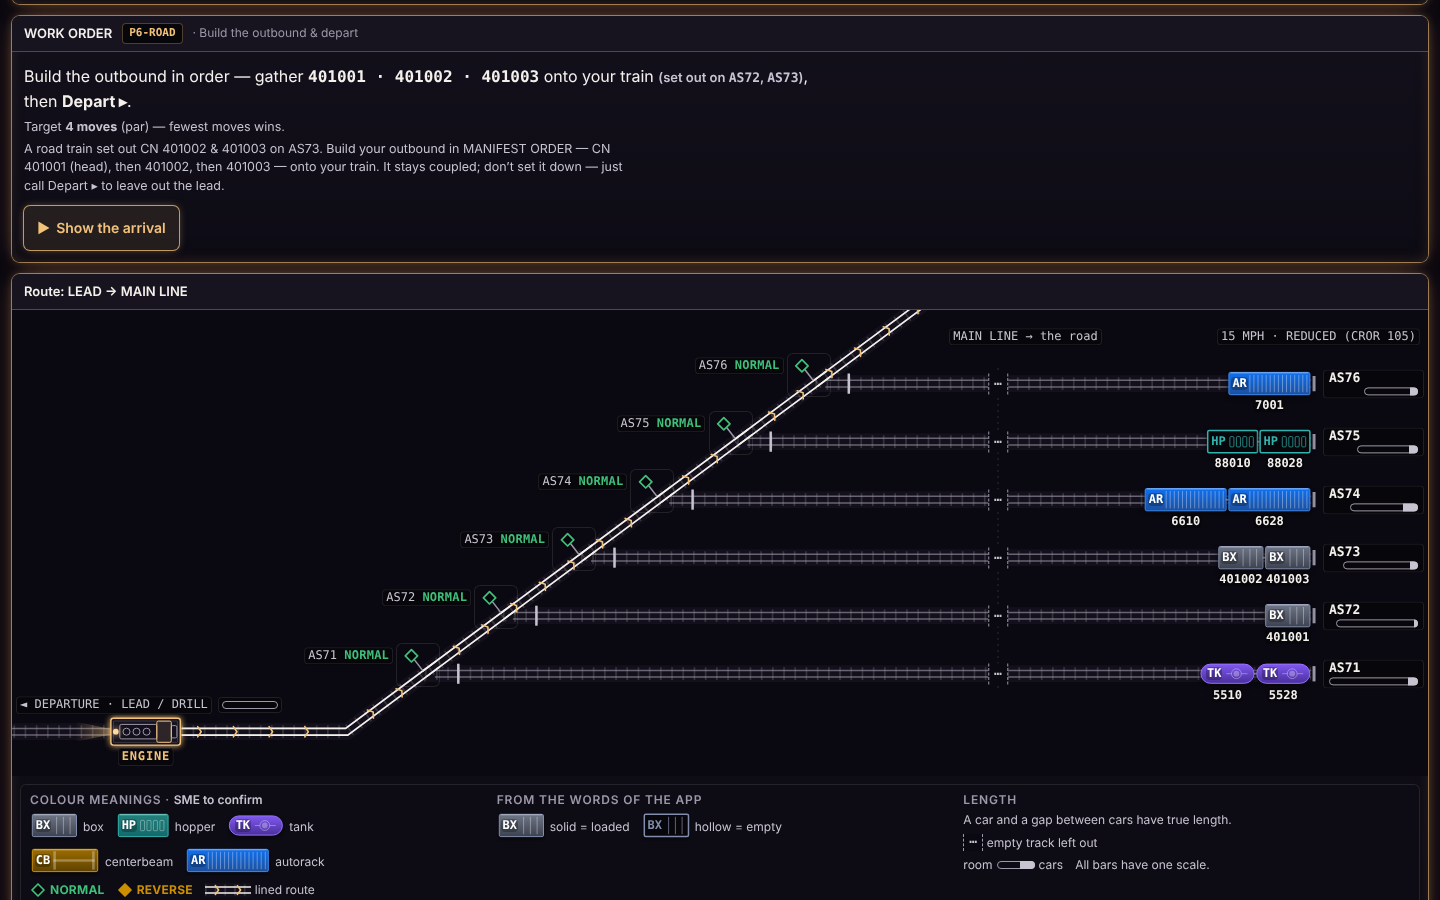 WORK ORDER P6-ROAD · Build the outbound & depart
Build the outbound in order — gather 401001 · 401002 · 401003 onto your train (set out on AS72, AS73),
then Depart ▸.
Target 4 moves (par) — fewest moves wins.
A road train set out CN 401002 & 401003 on AS73. Build your outbound in MANIFEST ORDER — CN
401001 (head), then 401002, then 401003 — onto your train. It stays coupled; don’t set it down — just
call Depart ▸ to leave out the lead.
▶ Show the arrival
Route: LEAD → MAIN LINE
MAIN LINE → the road
15 MPH · REDUCED (CROR 105)
AS76 NORMAL
AR
7001
AS76
AS75 NORMAL
HP HP
88010 88028
AS75
AS74 NORMAL
AR AR
6610 6628
AS74
AS73 NORMAL
BX BX
401002 401003
AS73
AS72 NORMAL
BX
401001
AS72
AS71 NORMAL
TK TK
5510 5528
AS71
◄ DEPARTURE · LEAD / DRILL
ENGINE
COLOUR MEANINGS · SME to confirm
BX box HP hopper TK tank
CB centerbeam AR autorack
NORMAL REVERSE lined route
FROM THE WORDS OF THE APP
BX solid = loaded BX hollow = empty
LENGTH
A car and a gap between cars have true length.
··· empty track left out
room cars All bars have one scale.